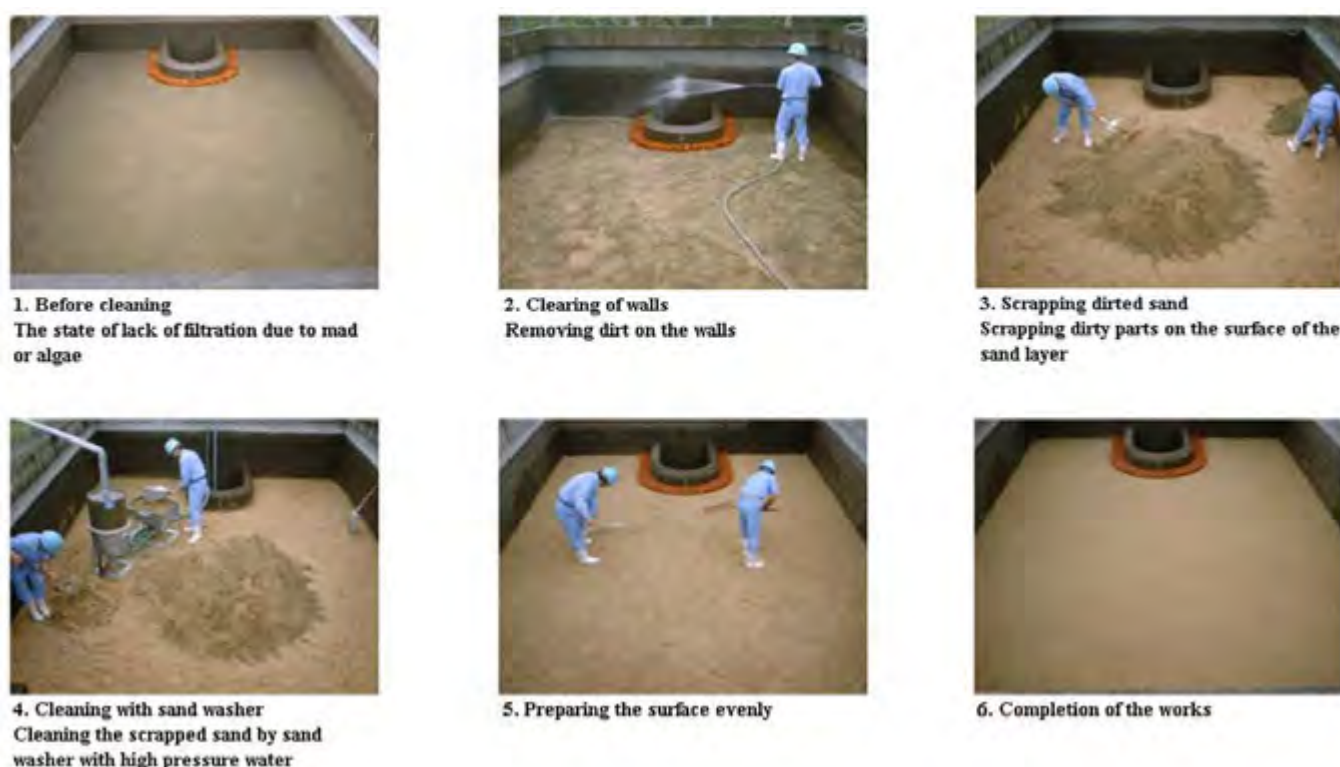 1. Before cleaning
The state of lack of filtration due to mad
or algae
2. Clearing of walls
Removing dirt on the walls
3. Scrapping dirted sand
Scrapping dirty parts on the surface of the
sand layer
4. Cleaning with sand washer
Cleaning the scrapped sand by sand
washer with high pressure water
5. Preparing the surface evenly
6. Completion of the works